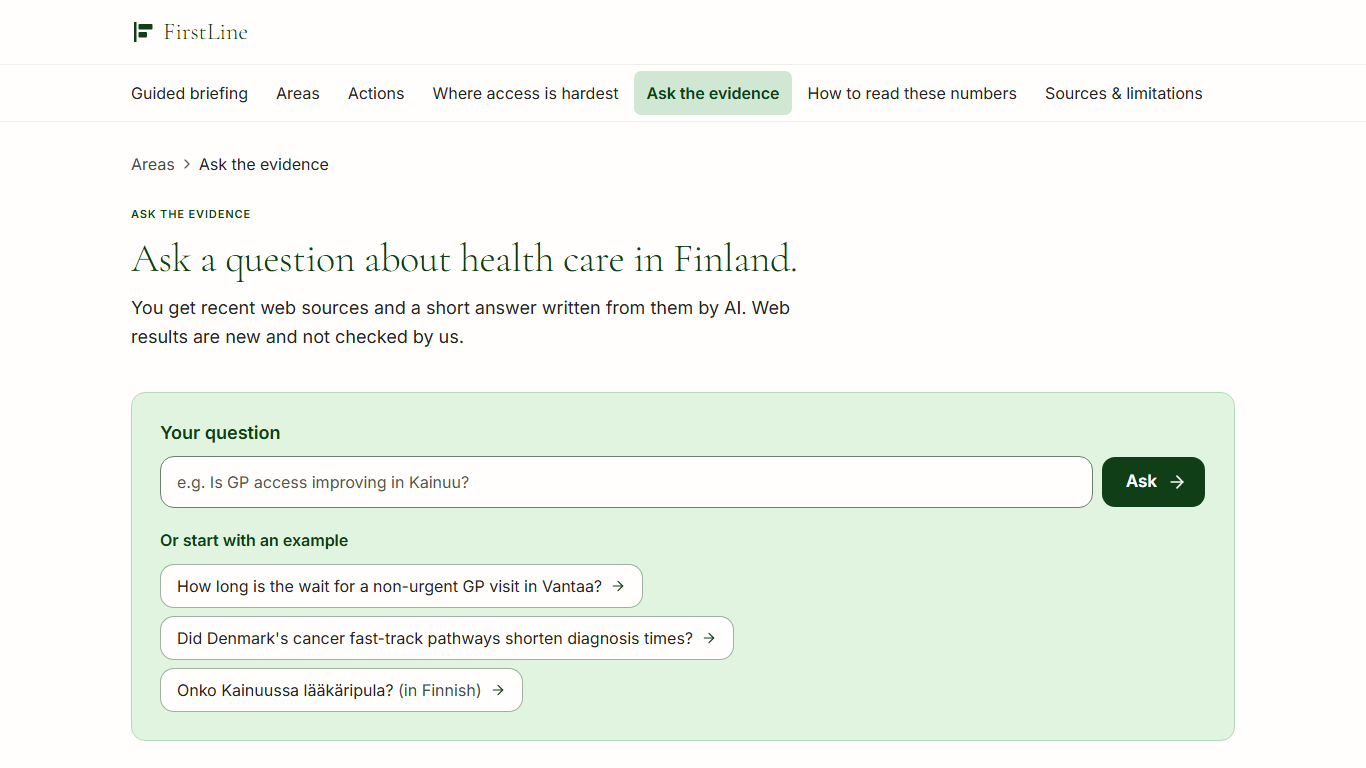 FirstLine
Guided briefing
Areas
Actions
Where access is hardest
Ask the evidence
How to read these numbers
Sources & limitations
Areas > Ask the evidence
ASK THE EVIDENCE
Ask a question about health care in Finland.
You get recent web sources and a short answer written from them by AI. Web
results are new and not checked by us.
Your question
e.g. Is GP access improving in Kainuu?
Ask →
Or start with an example
How long is the wait for a non-urgent GP visit in Vantaa? →
Did Denmark's cancer fast-track pathways shorten diagnosis times? →
Onko Kainuussa lääkäripula? (in Finnish) →